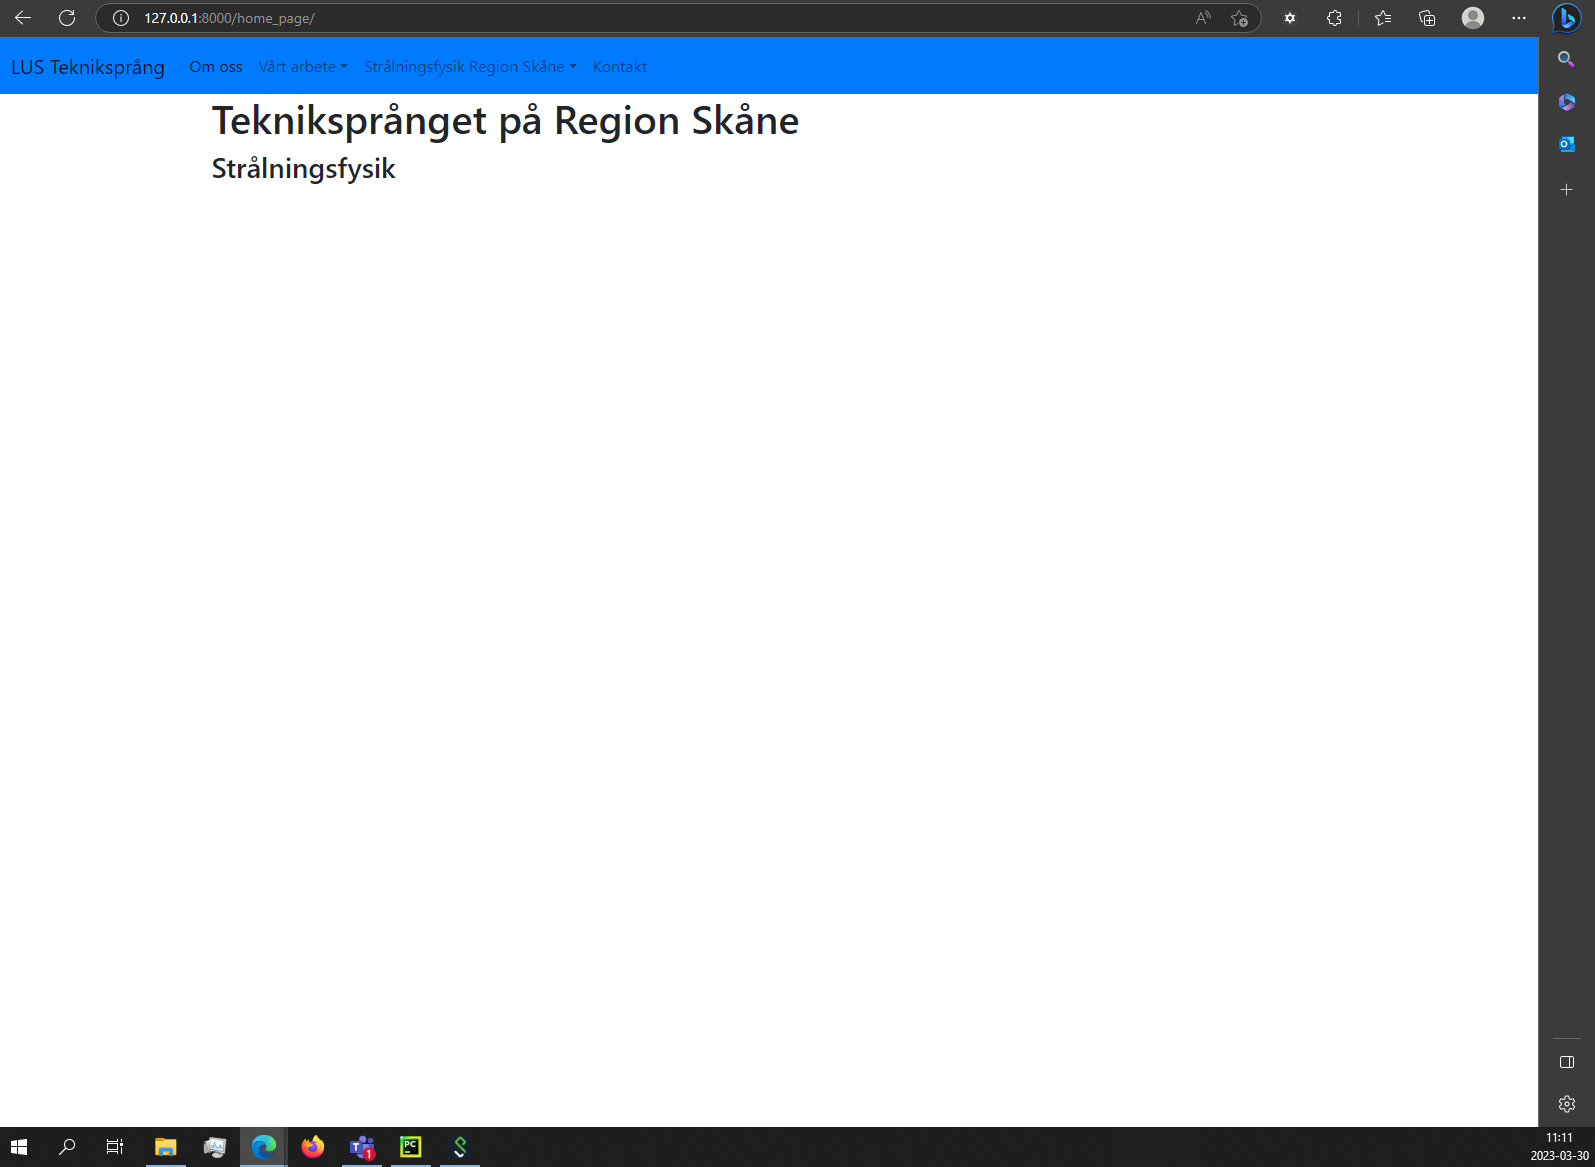 127.0.0.1:8000/home_page/
LUS Tekniksprång Om oss Vårt arbete Strålningsfysik Region Skåne Kontakt
Tekniksprånget på Region Skåne
Strålningsfysik
11:11
2023-03-30